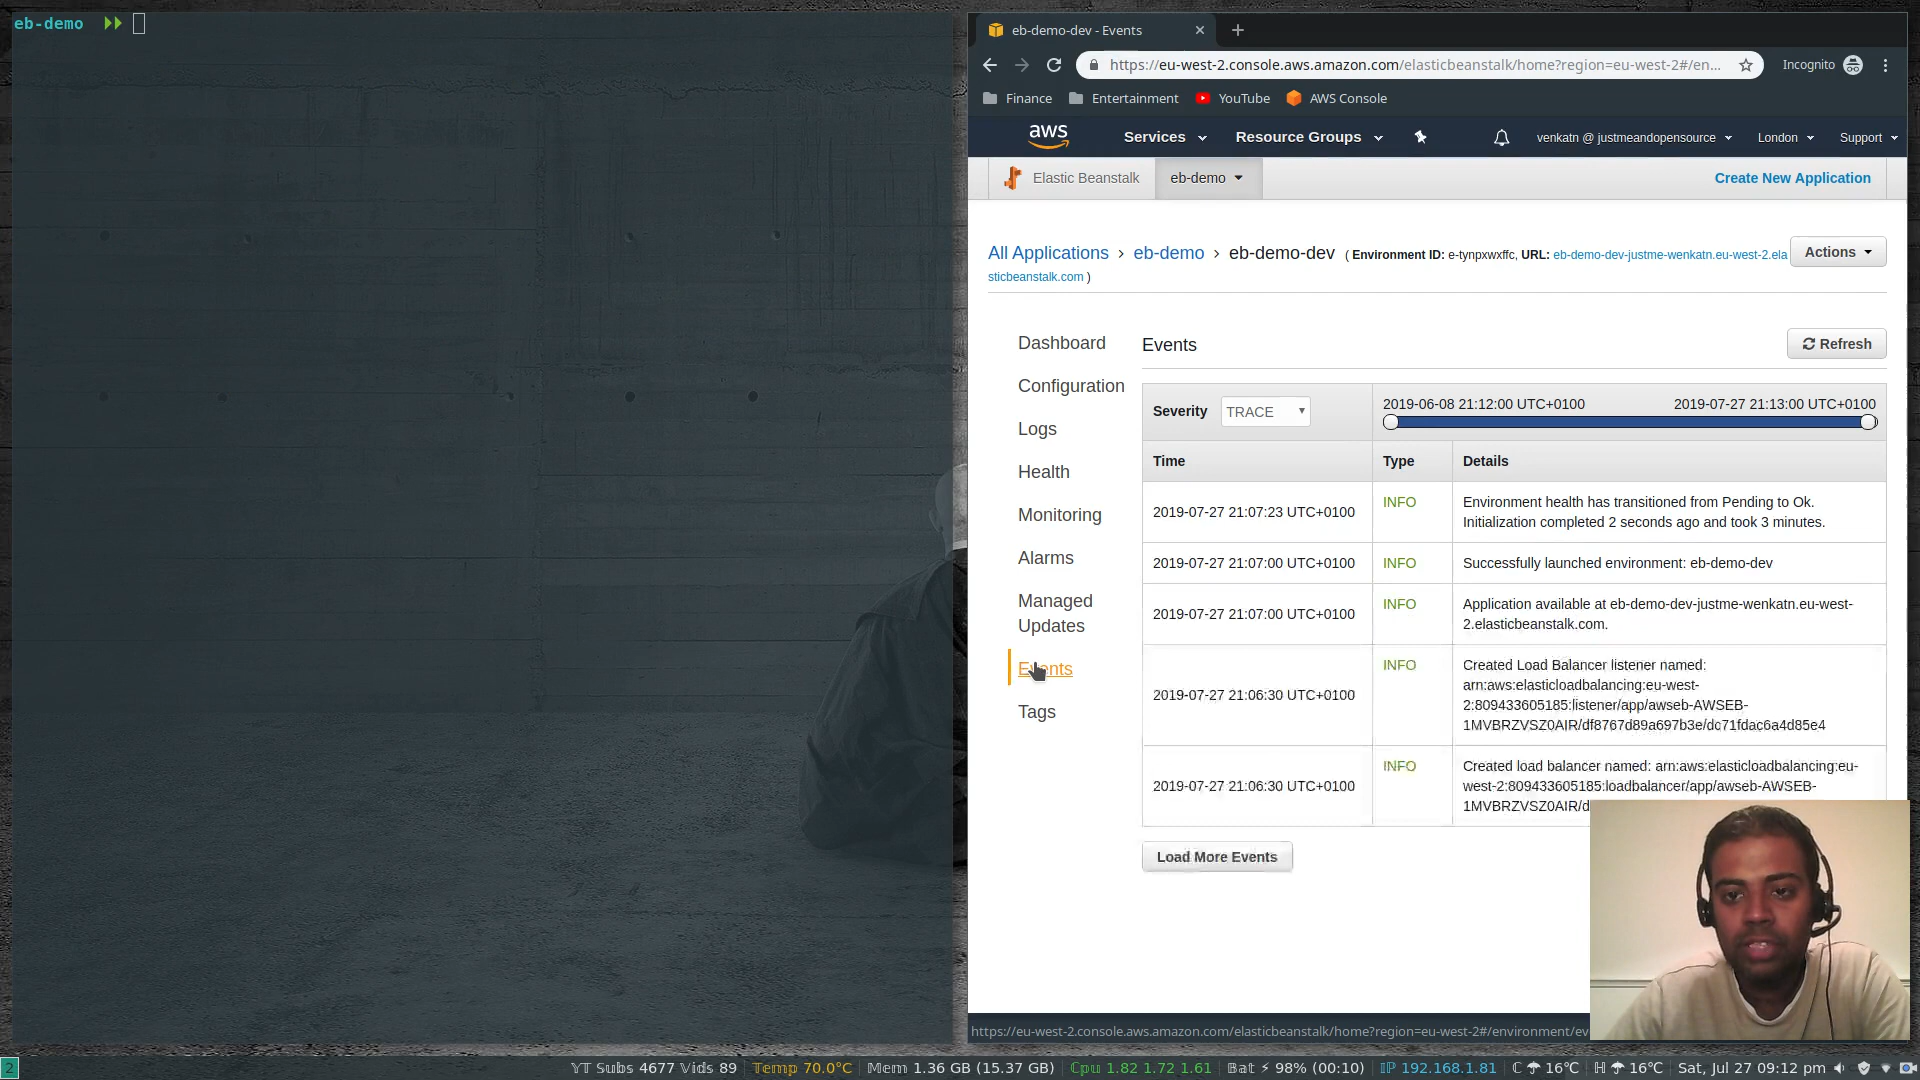 eb-demo
eb-demo-dev - Events
https://eu-west-2.console.aws.amazon.com/elasticbeanstalk/home?region=eu-west-2#/en...
Incognito
Finance
Entertainment
YouTube
AWS Console
aws
Services
Resource Groups
venkatn @ justmeandopensource
London
Support
Elastic Beanstalk
eb-demo
Create New Application
All Applications › eb-demo › eb-demo-dev ( Environment ID: e-tynpxwxffc, URL: eb-demo-dev-justme-wenkatn.eu-west-2.ela
sticbeanstalk.com )
Actions
Dashboard
Configuration
Logs
Health
Monitoring
Alarms
Managed
Updates
Events
Tags
Events
Refresh
Severity
TRACE
2019-06-08 21:12:00 UTC+0100
2019-07-27 21:13:00 UTC+0100
Time
Type
Details
2019-07-27 21:07:23 UTC+0100
INFO
Environment health has transitioned from Pending to Ok.
Initialization completed 2 seconds ago and took 3 minutes.
2019-07-27 21:07:00 UTC+0100
INFO
Successfully launched environment: eb-demo-dev
2019-07-27 21:07:00 UTC+0100
INFO
Application available at eb-demo-dev-justme-wenkatn.eu-west-
2.elasticbeanstalk.com.
2019-07-27 21:06:30 UTC+0100
INFO
Created Load Balancer listener named:
arn:aws:elasticloadbalancing:eu-west-
2:809433605185:listener/app/awseb-AWSEB-
1MVBRZVSZ0AIR/df8767d89a697b3e/dc71fdac6a4d85e4
2019-07-27 21:06:30 UTC+0100
INFO
Created load balancer named: arn:aws:elasticloadbalancing:eu-
west-2:809433605185:loadbalancer/app/awseb-AWSEB-
1MVBRZVSZ0AIR/d
Load More Events
https://eu-west-2.console.aws.amazon.com/elasticbeanstalk/home?region=eu-west-2#/environment/ev
2
YT Subs 4677 Vids 89
Temp 70.0°C
Mem 1.36 GB (15.37 GB)
Cpu 1.82 1.72 1.61
Bat ⚡ 98% (00:10)
IP 192.168.1.81
C ☂ 16°C
H ☂ 16°C
Sat, Jul 27 09:12 pm